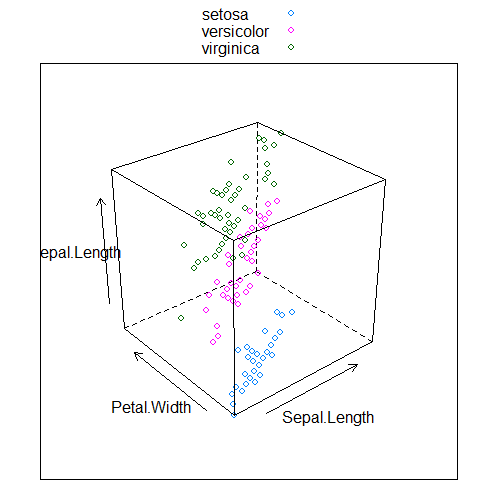 setosa
versicolor
virginica
epal.Length
Petal.Width
Sepal.Length